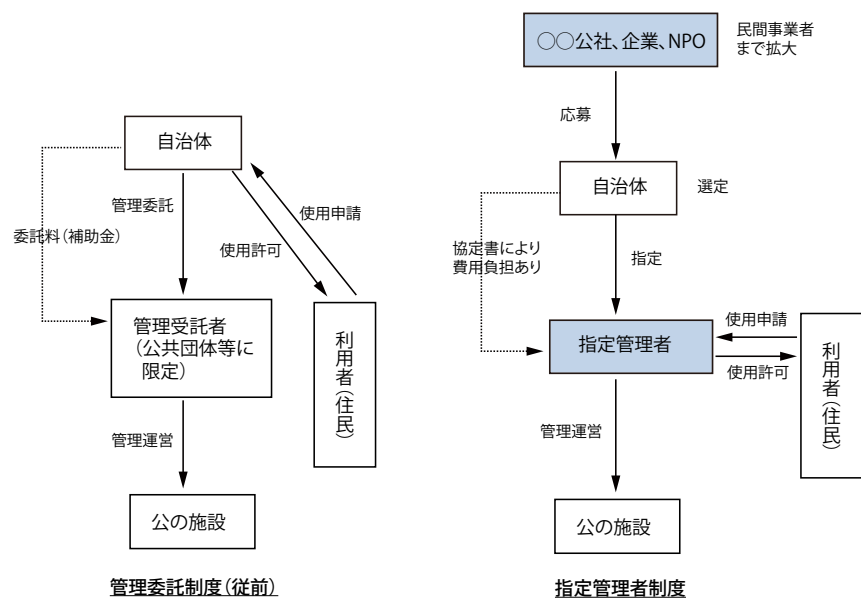 自治体
管理委託
委託料（補助金）
使用申請
使用許可
管理受託者
（公共団体等に
限定）
利用者（住民）
管理運営
公の施設
管理委託制度（従前）
○○公社、企業、NPO
民間事業者
まで拡大
応募
自治体
選定
協定書により
費用負担あり
指定
指定管理者
使用申請
使用許可
利用者（住民）
管理運営
公の施設
指定管理者制度